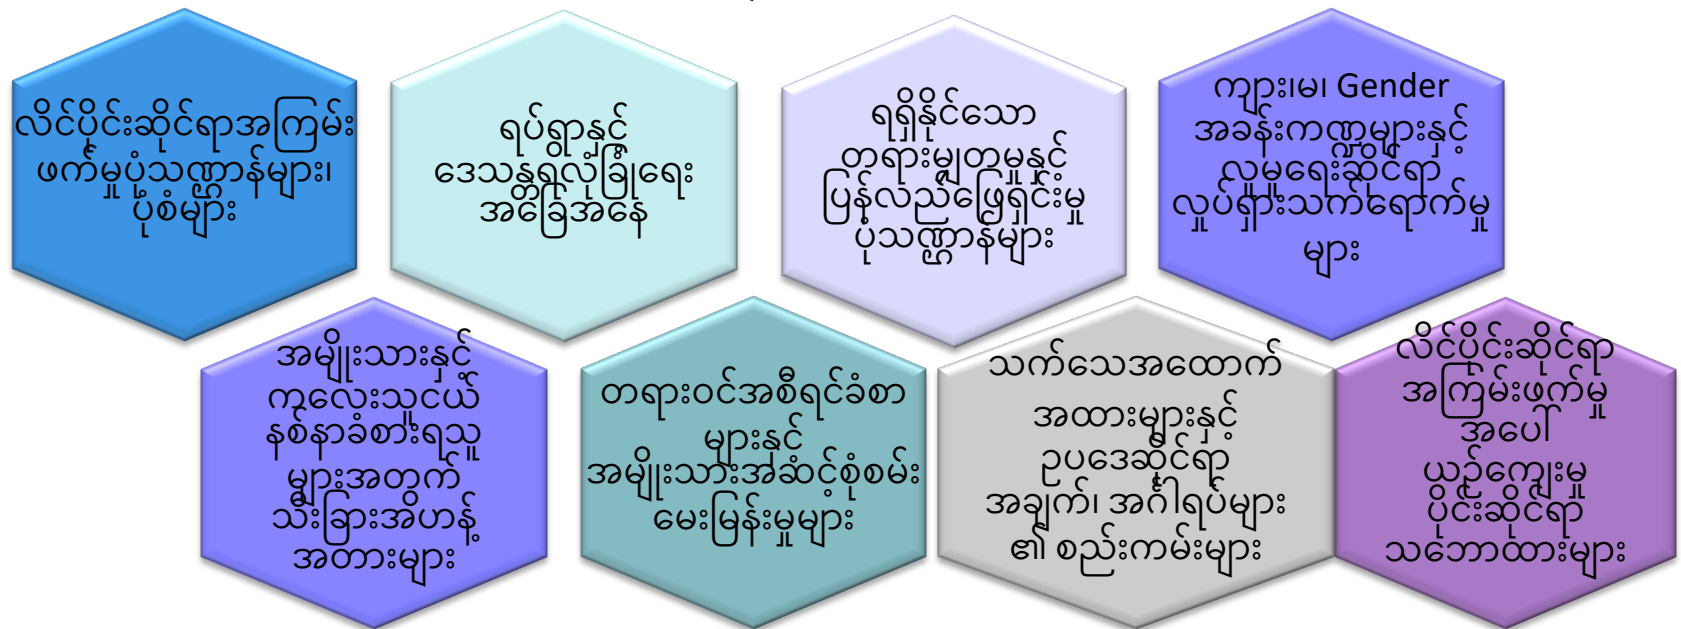 လိင်ပိုင်းဆိုင်ရာအကြမ်း
ဖက်မှုပုံသဏ္ဌာန်များ၊
ပုံစံများ
ရပ်ရွာနှင့်
ဒေသန္တရလုံခြုံရေး
အခြေအနေ
ရရှိနိုင်သော
တရားမျှတမှုနှင့်
ပြန်လည်ဖြေရှင်းမှု
ပုံသဏ္ဌာန်များ
ကျား၊မ၊ Gender
အခန်းကဏ္ဍများနှင့်
လူမှုရေးဆိုင်ရာ
လှုပ်ရှားသက်ရောက်မှု
များ
အမျိုးသားနှင့်
ကလေးသူငယ်
နစ်နာခံစားရသူ
များအတွက်
သီးခြားအဟန့်
အတားများ
တရားဝင်အစီရင်ခံစာ
များနှင့်
အမျိုးသားအဆင့်စုံစမ်း
မေးမြန်းမှုများ
သက်သေအထောက်
အထားများနှင့်
ဥပဒေဆိုင်ရာ
အချက်၊ အင်္ဂါရပ်များ
၏ စည်းကမ်းများ
လိင်ပိုင်းဆိုင်ရာ
အကြမ်းဖက်မှု
အပေါ်
ယဉ်ကျေးမှု
ပိုင်းဆိုင်ရာ
သဘောထားများ